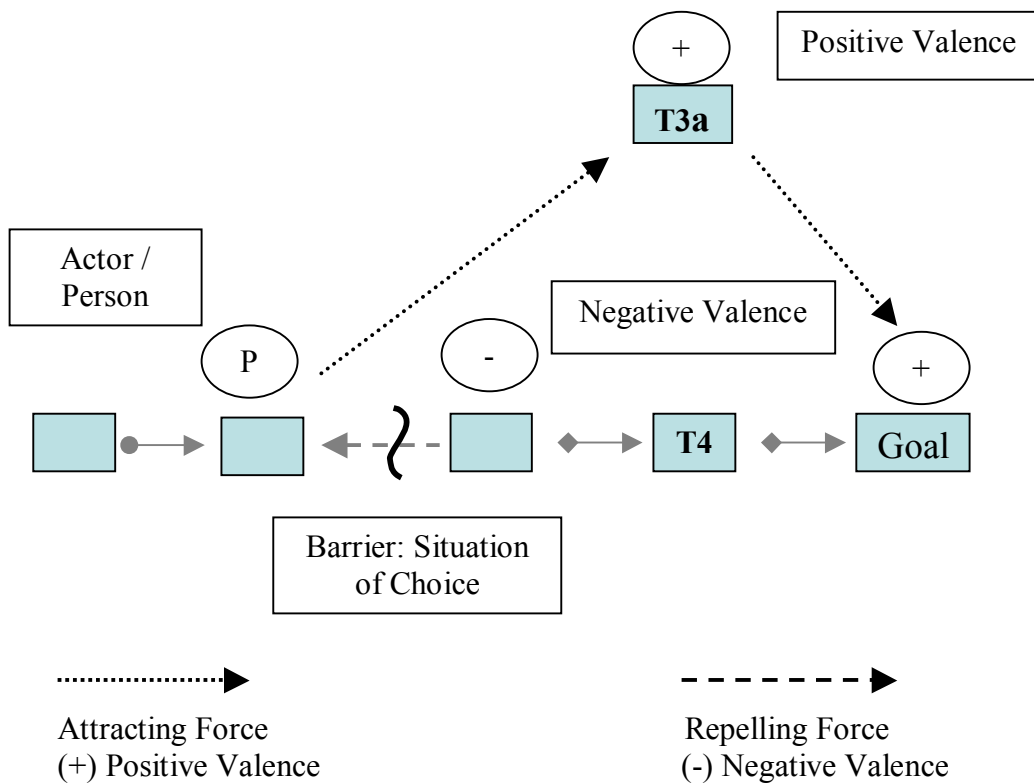 +
Positive Valence
T3a
Actor /
Person
Negative Valence
P
-
+
T4
Goal
Barrier: Situation
of Choice
Attracting Force
(+) Positive Valence
Repelling Force
(-) Negative Valence